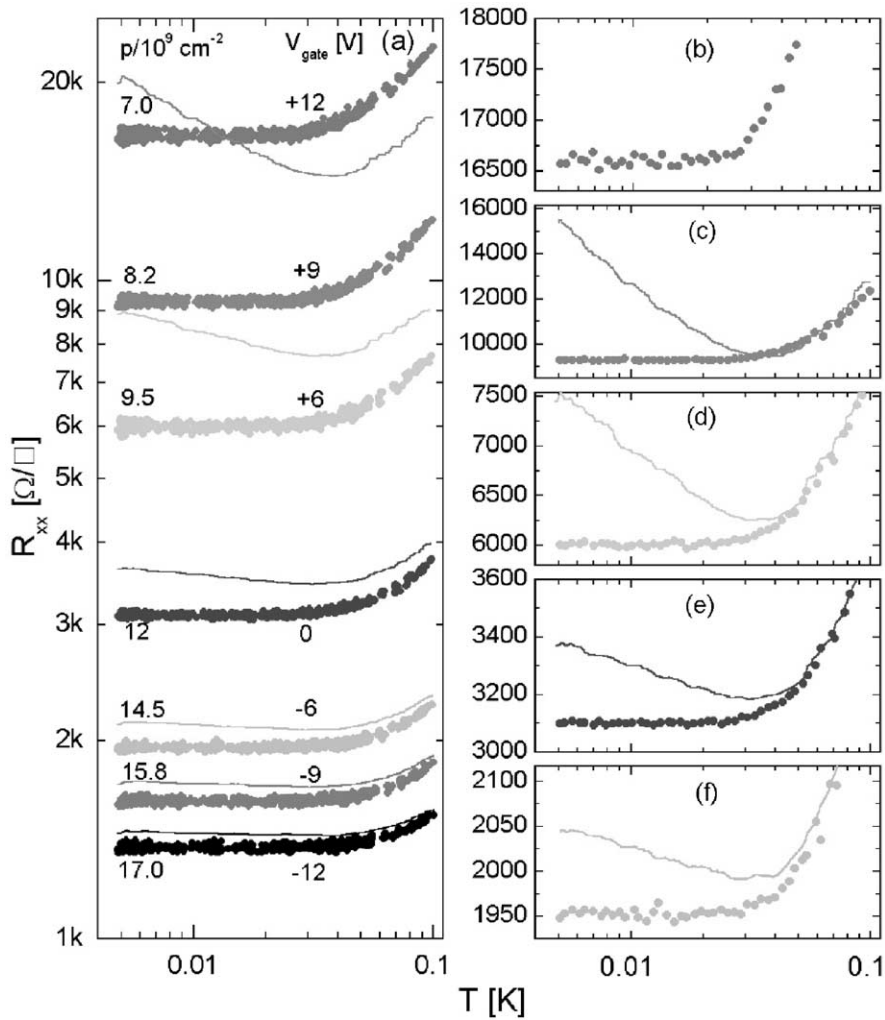 p/10⁹ cm⁻² V_gate [V] (a)
20k
7.0 +12
8.2 +9
10k
9k
8k
7k
9.5 +6
6k
5k
4k
3k
12 0
14.5 -6
2k
15.8 -9
17.0 -12
1k
0.01 0.1
R_xx [Ω/□]
(b)
18000
17750
17500
17250
17000
16750
16500
(c)
16000
14000
12000
10000
(d)
7500
7000
6500
6000
(e)
3600
3400
3200
3000
(f)
2100
2050
2000
1950
0.01 0.1
T [K]